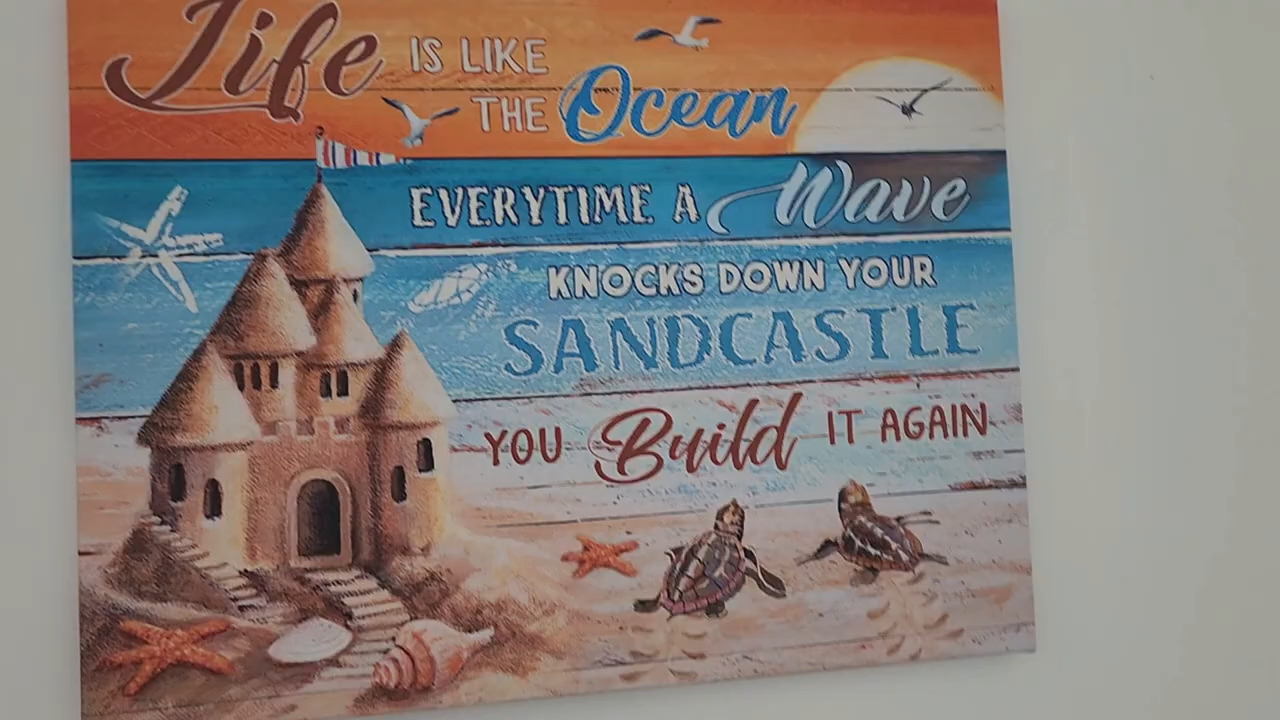 Life IS LIKE
THE Ocean
EVERYTIME A Wave
KNOCKS DOWN YOUR
SANDCASTLE
YOU Build IT AGAIN